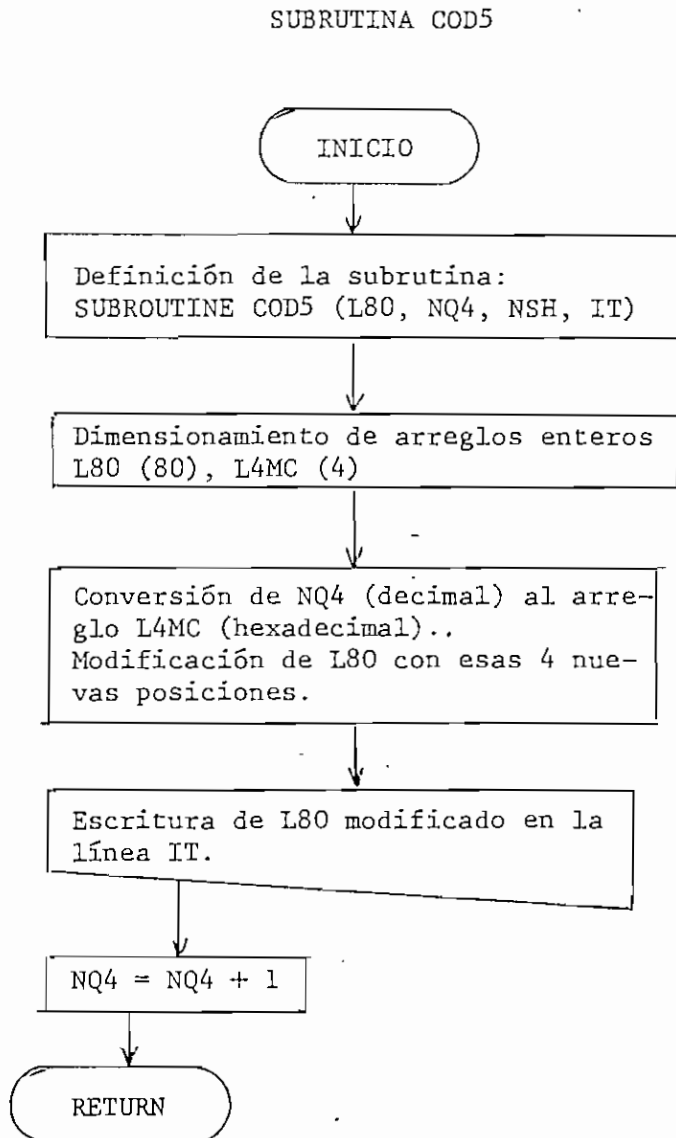 SUBRUTINA COD5
INICIO
Definición de la subrutina:
SUBROUTINE COD5 (L80, NQ4, NSH, IT)
Dimensionamiento de arreglos enteros
L80 (80), L4MC (4)
Conversión de NQ4 (decimal) al arre-
glo L4MC (hexadecimal)..
Modificación de L80 con esas 4 nue-
vas posiciones.
Escritura de L80 modificado en la
línea IT.
NQ4 = NQ4 + 1
RETURN